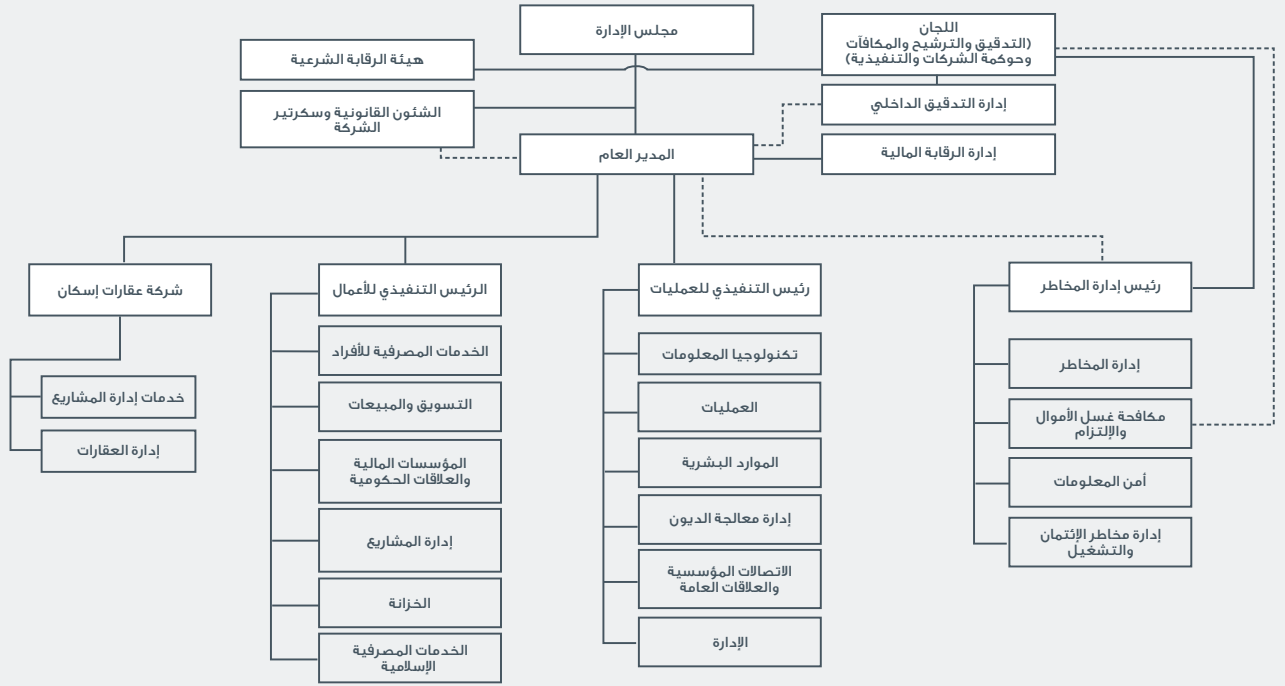 مجلس الإدارة
اللجان
(التدقيق والترشيح والمكافآت
وحوكمة الشركات والتنفيذية)
هيئة الرقابة الشرعية
إدارة التدقيق الداخلي
الشئون القانونية وسكرتير
الشركة
المدير العام
إدارة الرقابة المالية
رئيس إدارة المخاطر
إدارة المخاطر
مكافحة غسل الأموال
والإلتزام
أمن المعلومات
إدارة مخاطر الإئتمان
والتشغيل
رئيس التنفيذي للعمليات
تكنولوجيا المعلومات
العمليات
الموارد البشرية
إدارة معالجة الديون
الاتصالات المؤسسية
والعلاقات العامة
الإدارة
الرئيس التنفيذي للأعمال
الخدمات المصرفية للأفراد
التسويق والمبيعات
المؤسسات المالية
والعلاقات الحكومية
إدارة المشاريع
الخزانة
الخدمات المصرفية
الإسلامية
شركة عقارات إسكان
خدمات إدارة المشاريع
إدارة العقارات